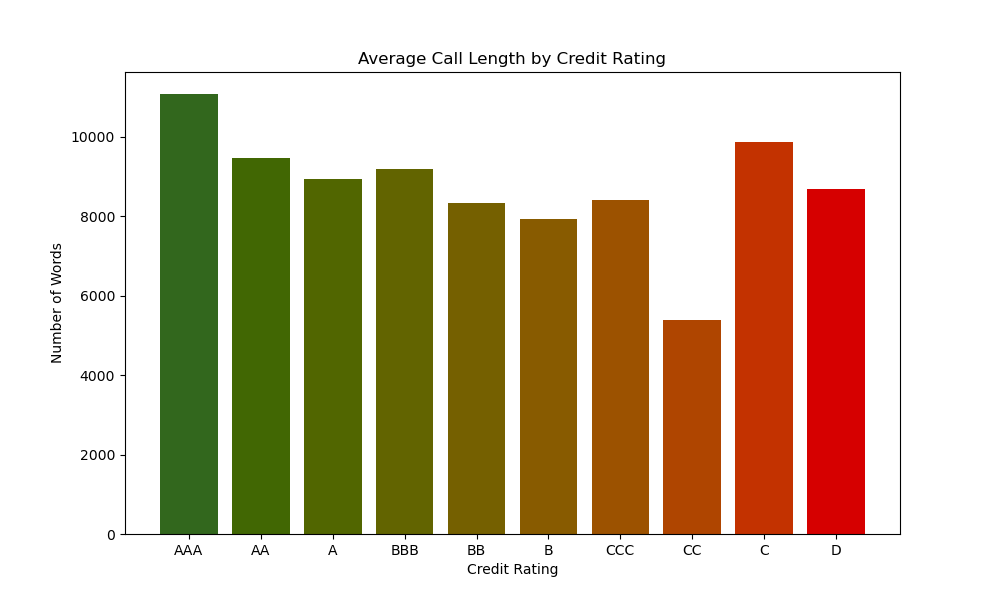 Average Call Length by Credit Rating
Number of Words
10000
8000
6000
4000
2000
0
AAA AA A BBB BB B CCC CC C D
Credit Rating